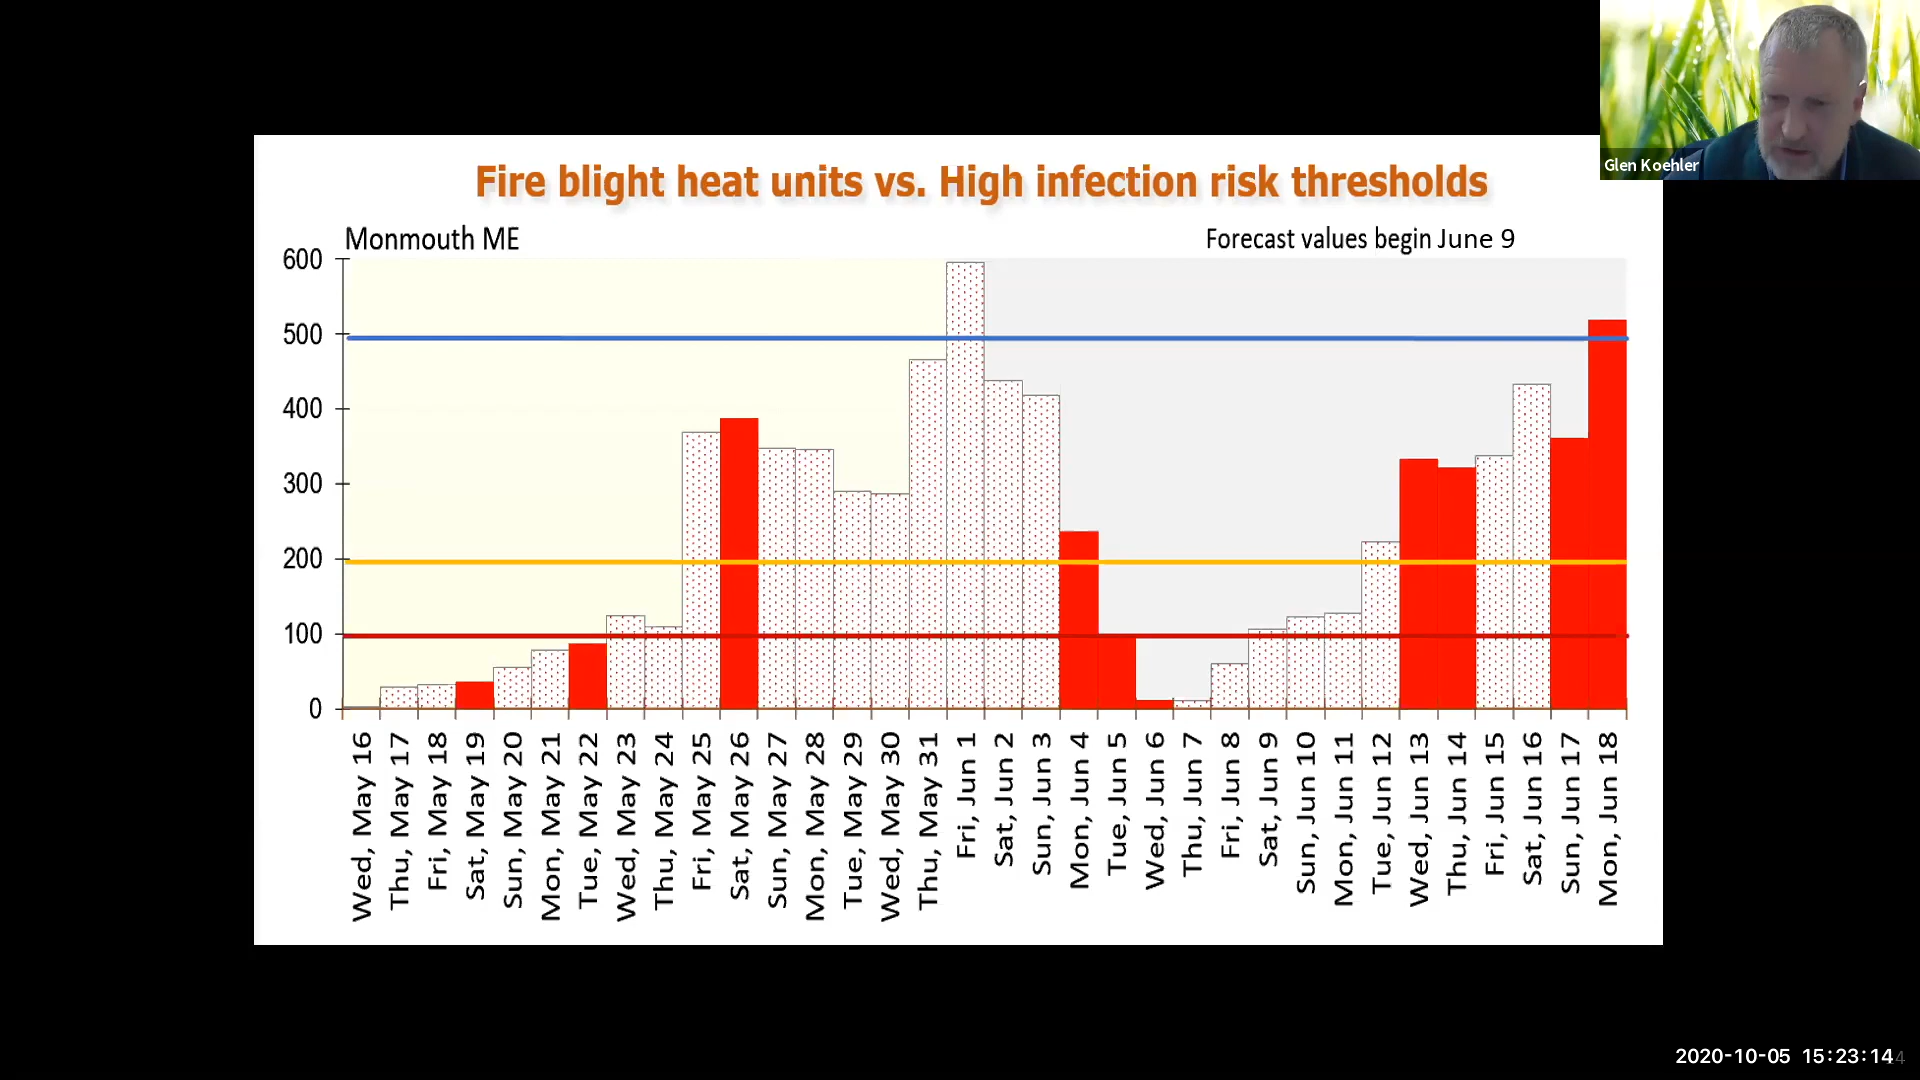 Glen Koehler
Fire blight heat units vs. High infection risk thresholds
Monmouth ME
Forecast values begin June 9
600
500
400
300
200
100
0
Wed, May 16
Thu, May 17
Fri, May 18
Sat, May 19
Sun, May 20
Mon, May 21
Tue, May 22
Wed, May 23
Thu, May 24
Fri, May 25
Sat, May 26
Sun, May 27
Mon, May 28
Tue, May 29
Wed, May 30
Thu, May 31
Fri, Jun 1
Sat, Jun 2
Sun, Jun 3
Mon, Jun 4
Tue, Jun 5
Wed, Jun 6
Thu, Jun 7
Fri, Jun 8
Sat, Jun 9
Sun, Jun 10
Mon, Jun 11
Tue, Jun 12
Wed, Jun 13
Thu, Jun 14
Fri, Jun 15
Sat, Jun 16
Sun, Jun 17
Mon, Jun 18
2020-10-05 15:23:14